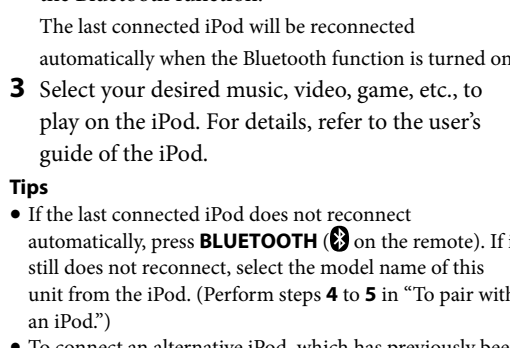 the Bluetooth function.
The last connected iPod will be reconnected
automatically when the Bluetooth function is turned on
3 Select your desired music, video, game, etc., to
play on the iPod. For details, refer to the user's
guide of the iPod.
Tips
• If the last connected iPod does not reconnect
automatically, press BLUETOOTH ( on the remote). If
still does not reconnect, select the model name of this
unit from the iPod. (Perform steps 4 to 5 in "To pair with
an iPod.")
• To connect an alternative iPod, which has previously been